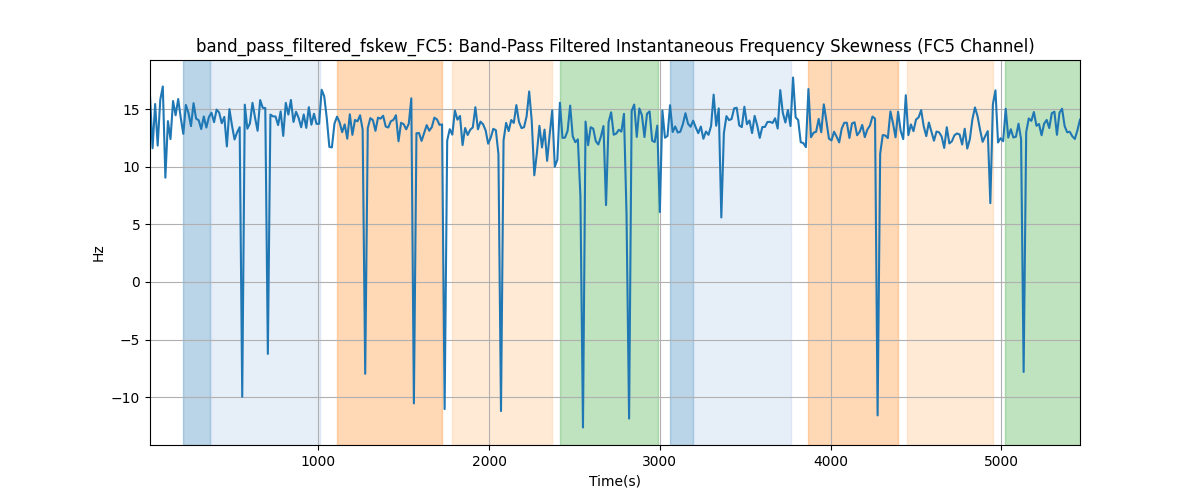 band_pass_filtered_fskew_FC5: Band-Pass Filtered Instantaneous Frequency Skewness (FC5 Channel)
15
10
5
0
−5
−10
Hz
1000 2000 3000 4000 5000
Time(s)